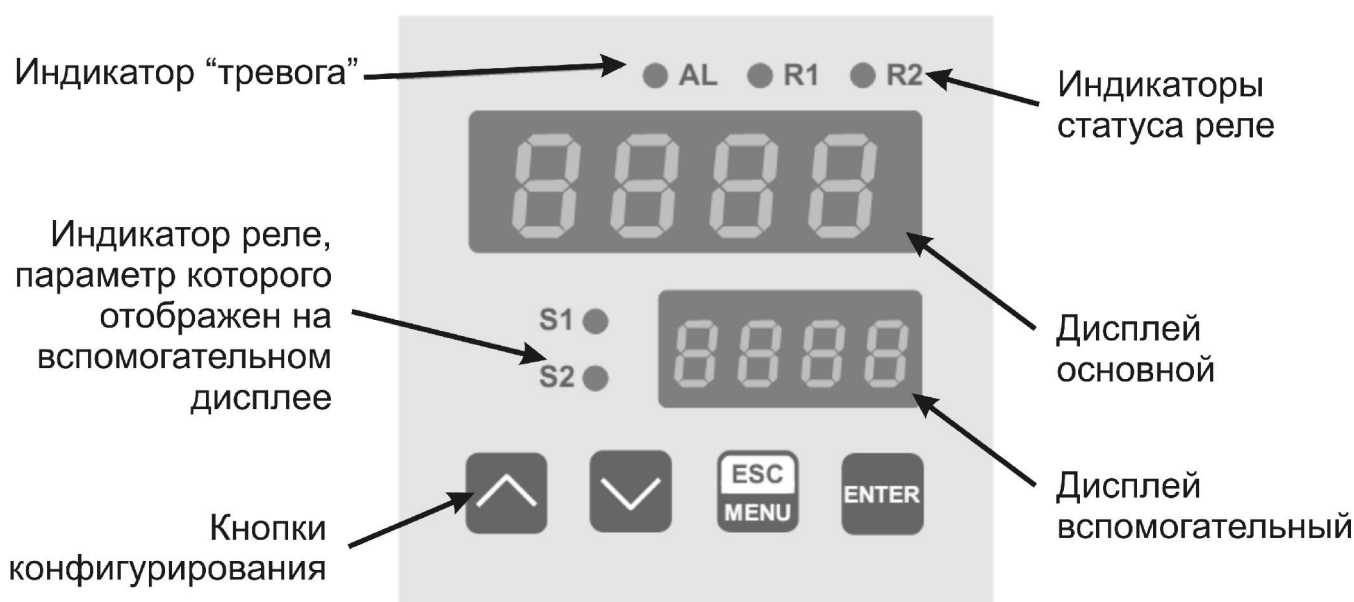 Индикатор “тревога”
AL R1 R2
Индикаторы
статуса реле
8888
Индикатор реле,
параметр которого
отображен на
вспомогательном
дисплее
S1
S2
8888
Дисплей
основной
ESC
MENU
ENTER
Дисплей
вспомогательный
Кнопки
конфигурирования